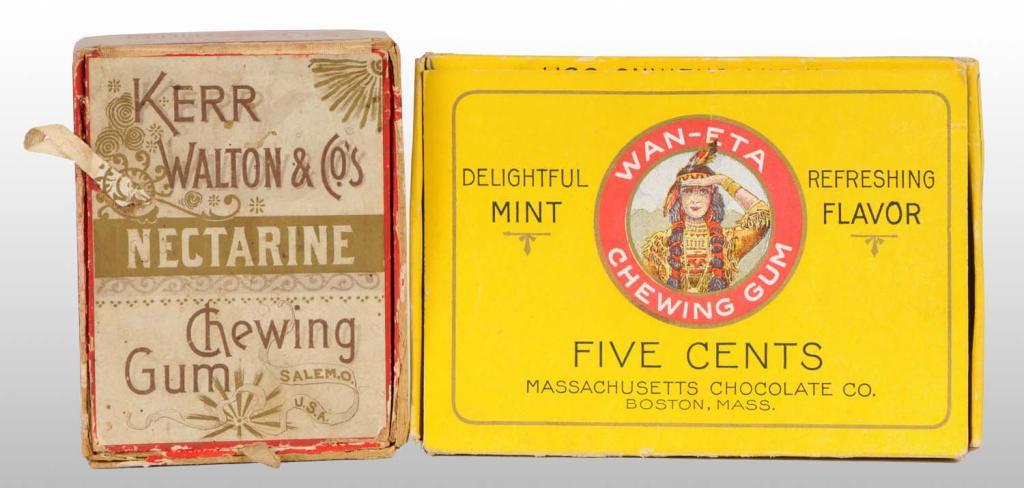 KERR
WALTON & CO'S
NECTARINE
Chewing
Gum
SALEM, O.
U.S.A.
WAN-ETA
CHEWING GUM
DELIGHTFUL
MINT
REFRESHING
FLAVOR
FIVE CENTS
MASSACHUSETTS CHOCOLATE CO.
BOSTON, MASS.